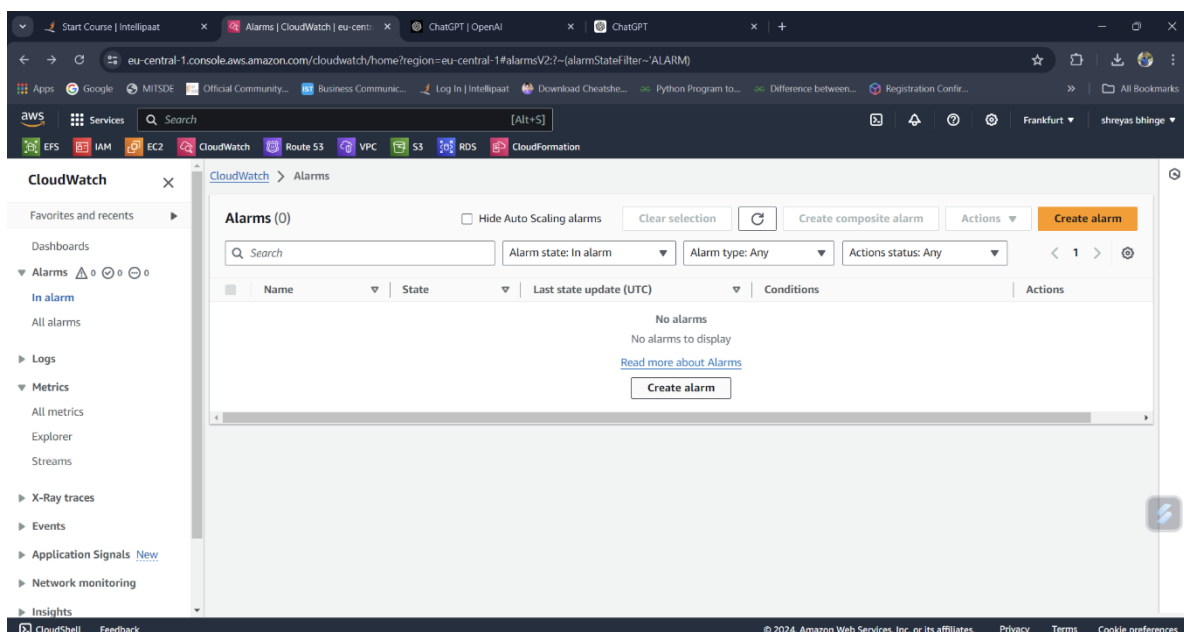 Start Course | Intellipaat
Alarms | CloudWatch | eu-centr
ChatGPT | OpenAI
ChatGPT
eu-central-1.console.aws.amazon.com/cloudwatch/home?region=eu-central-1#alarmsV2:?~(alarmStateFilter~'ALARM)
Apps Google MITSDE Official Community... Business Communic... Log In | Intellipaat Download Cheatshe... Python Program to... Difference between... Registration Confir... » All Bookmarks
aws Services Search [Alt+S] Frankfurt ▼ shreyas bhinge ▼
EFS IAM EC2 CloudWatch Route 53 VPC S3 RDS CloudFormation
CloudWatch
Favorites and recents
Dashboards
Alarms 0 0 0
In alarm
All alarms
Logs
Metrics
All metrics
Explorer
Streams
X-Ray traces
Events
Application Signals New
Network monitoring
Insights
CloudWatch > Alarms
Alarms (0) Hide Auto Scaling alarms Clear selection Create composite alarm Actions Create alarm
Search Alarm state: In alarm Alarm type: Any Actions status: Any < 1 >
Name State Last state update (UTC) Conditions Actions
No alarms
No alarms to display
Read more about Alarms
Create alarm
CloudShell Feedback © 2024, Amazon Web Services, Inc. or its affiliates. Privacy Terms Cookie preferences